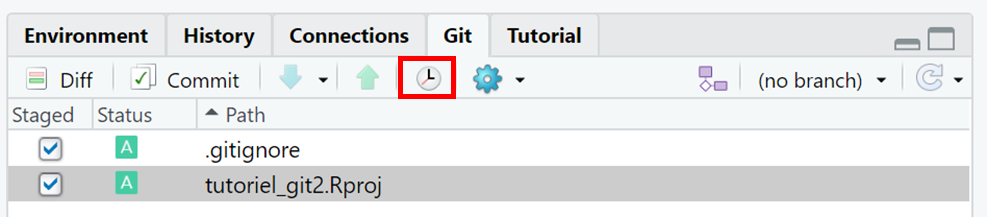 Environment History Connections Git Tutorial
Diff Commit (no branch)
Staged Status Path
A .gitignore
A tutoriel_git2.Rproj